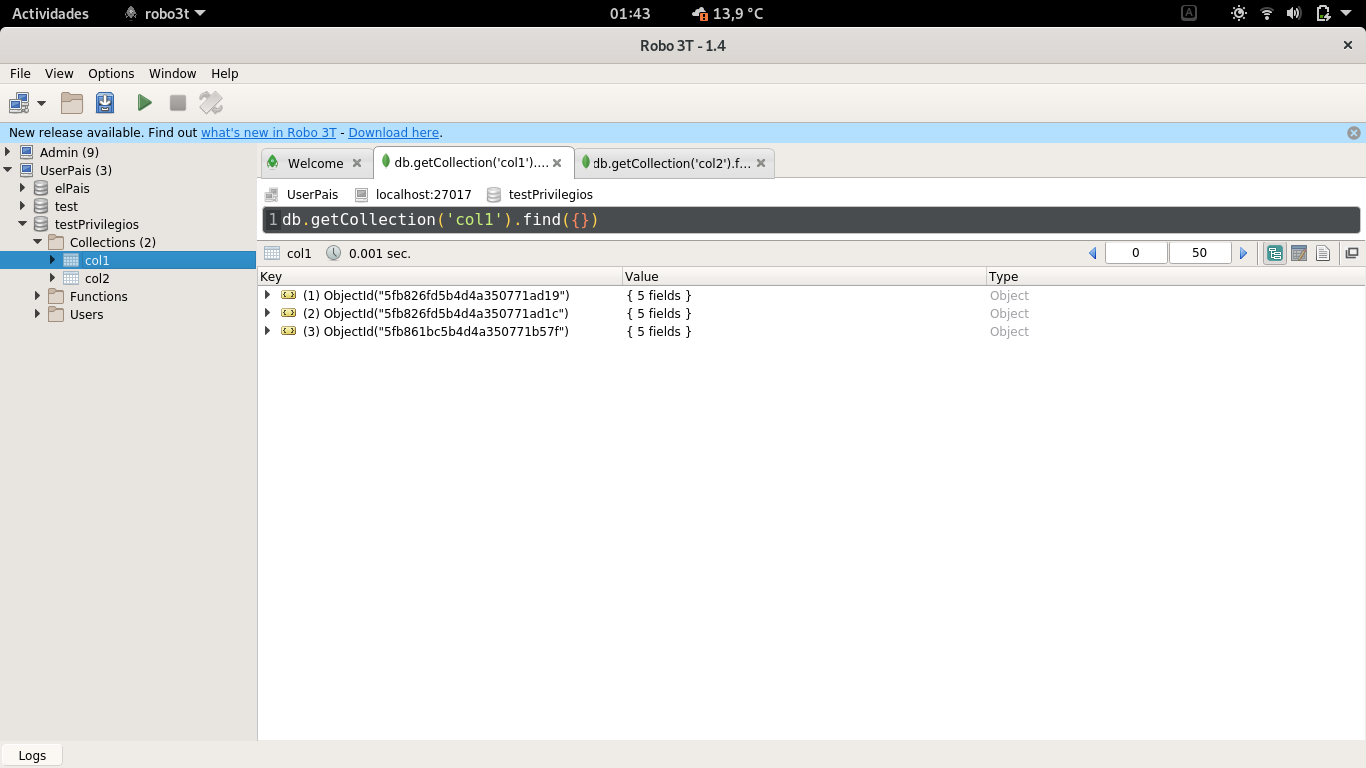 Actividades robo3t 01:43 13,9 °C A
Robo 3T - 1.4
File View Options Window Help
New release available. Find out what's new in Robo 3T - Download here.
Admin (9)
UserPais (3)
elPais
test
testPrivilegios
Collections (2)
col1
col2
Functions
Users
Welcome db.getCollection('col1').... db.getCollection('col2').f...
UserPais localhost:27017 testPrivilegios
1 db.getCollection('col1').find({})
col1 0.001 sec. 0 50
Key Value Type
(1) ObjectId("5fb826fd5b4d4a350771ad19") { 5 fields } Object
(2) ObjectId("5fb826fd5b4d4a350771ad1c") { 5 fields } Object
(3) ObjectId("5fb861bc5b4d4a350771b57f") { 5 fields } Object
Logs